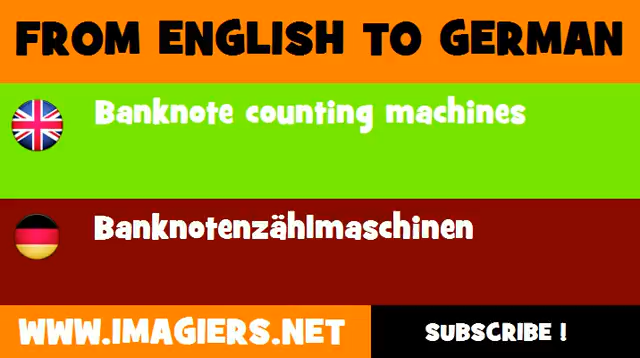 FROM ENGLISH TO GERMAN
Banknote counting machines
Banknotenzählmaschinen
WWW.IMAGIERS.NET
SUBSCRIBE !